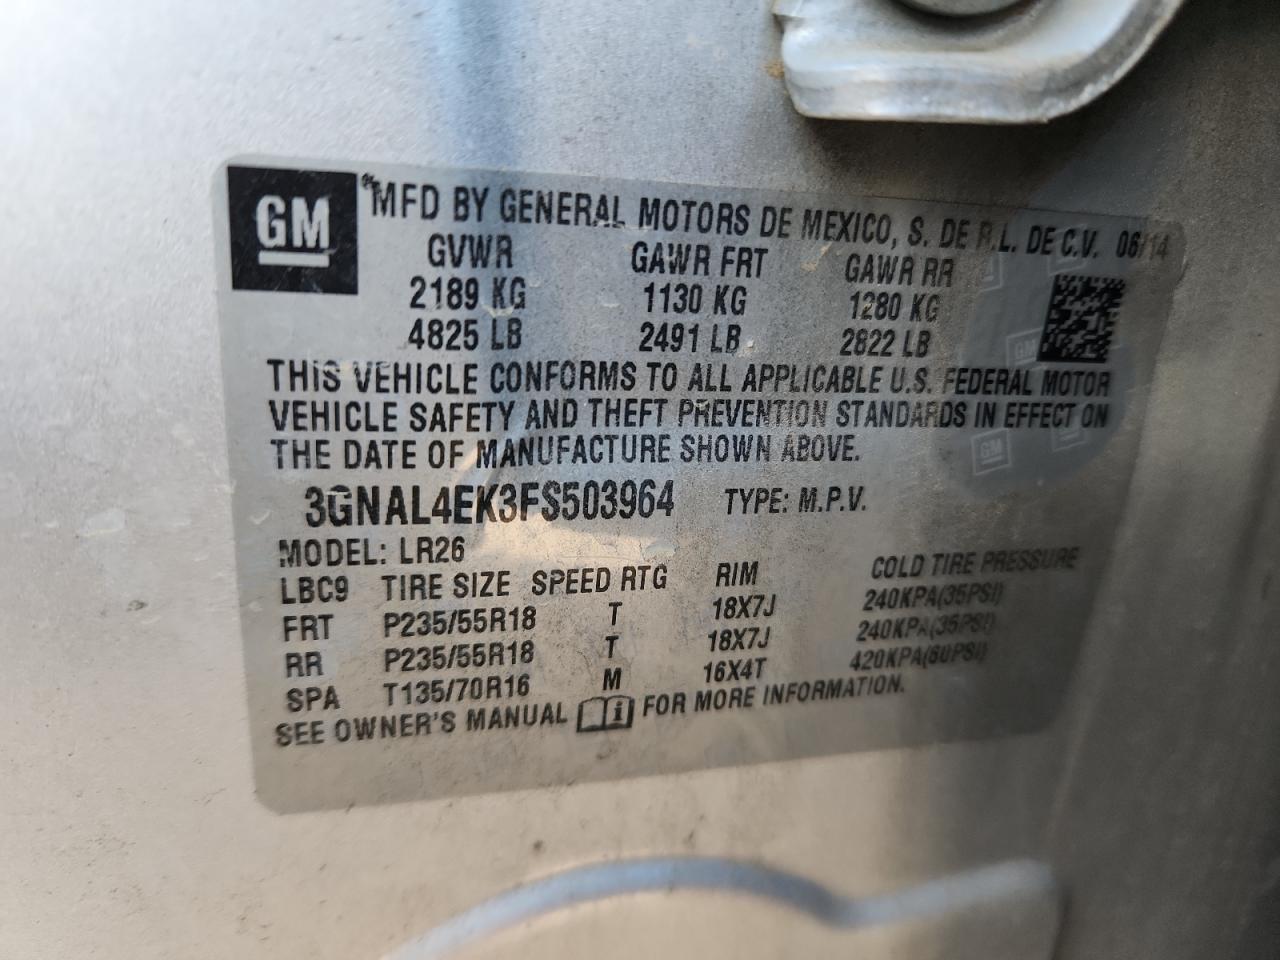 GM
MFD BY GENERAL MOTORS DE MEXICO, S. DE R.L. DE C.V. 06/14
GVWR GAWR FRT GAWR RR
2189 KG 1130 KG 1280 KG
4825 LB 2491 LB 2822 LB
THIS VEHICLE CONFORMS TO ALL APPLICABLE U.S. FEDERAL MOTOR
VEHICLE SAFETY AND THEFT PREVENTION STANDARDS IN EFFECT ON
THE DATE OF MANUFACTURE SHOWN ABOVE.
3GNAL4EK3FS503964 TYPE: M.P.V.
MODEL: LR26
LBC9 TIRE SIZE SPEED RTG RIM COLD TIRE PRESSURE
FRT P235/55R18 T 18X7J 240KPA(35PSI)
RR P235/55R18 T 18X7J 240KPA(35PSI)
SPA T135/70R16 M 16X4T 420KPA(60PSI)
SEE OWNER'S MANUAL i FOR MORE INFORMATION.